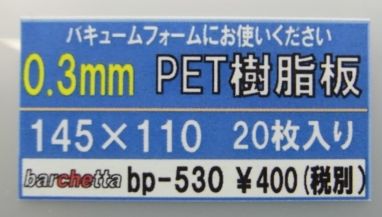 バキュームフォームにお使いください
0.3mm PET樹脂板
145×110 20枚入り
barchetta bp-530 ¥400(税別)